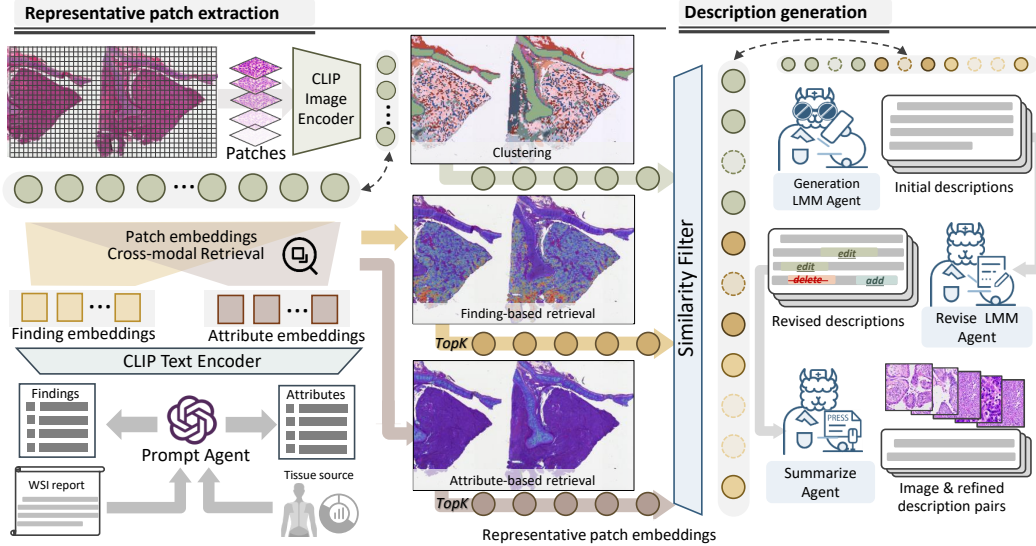 Representative patch extraction
Description generation
CLIP
Image
Encoder
Patches
Clustering
Patch embeddings
Cross-modal Retrieval
Finding embeddings
Attribute embeddings
CLIP Text Encoder
Findings
Attributes
Prompt Agent
WSI report
Tissue source
Finding-based retrieval
TopK
Attribute-based retrieval
TopK
Representative patch embeddings
Similarity Filter
Generation
LMM Agent
Initial descriptions
edit
edit
delete
add
Revised descriptions
Revise LMM
Agent
PRESS
Summarize
Agent
Image & refined
description pairs